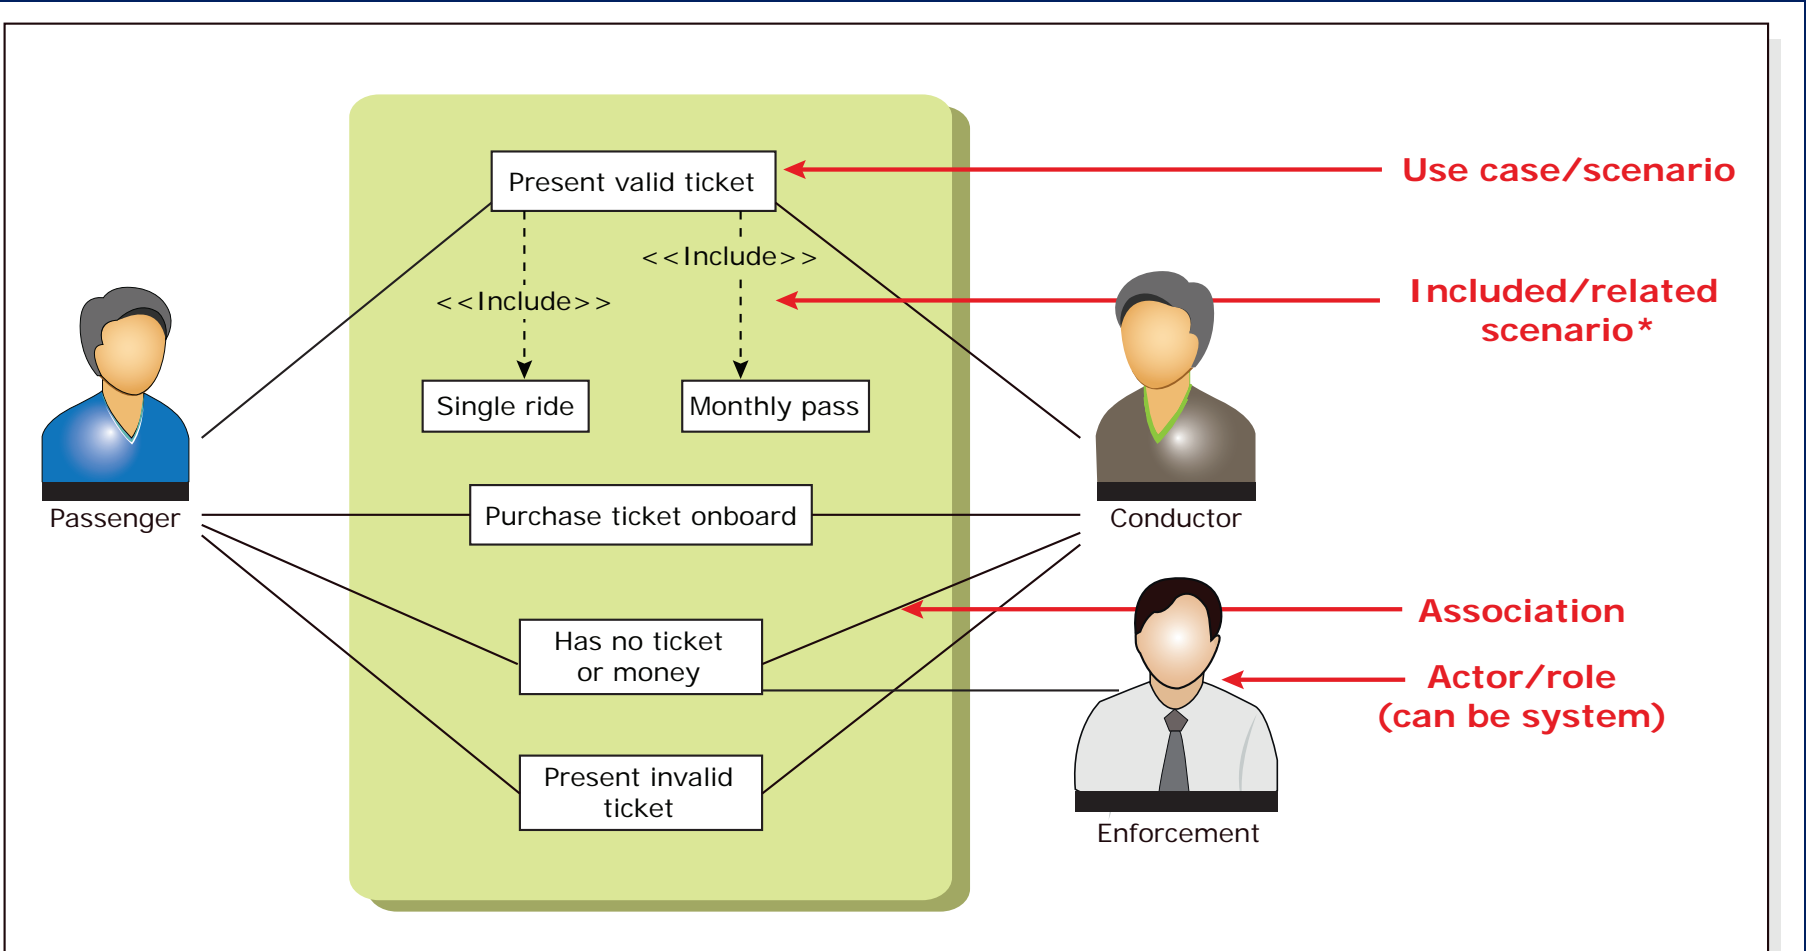 Present valid ticket
Use case/scenario
<<Include>>
<<Include>>
Included/related
scenario*
Single ride
Monthly pass
Passenger
Purchase ticket onboard
Conductor
Has no ticket
or money
Association
Actor/role
(can be system)
Present invalid
ticket
Enforcement